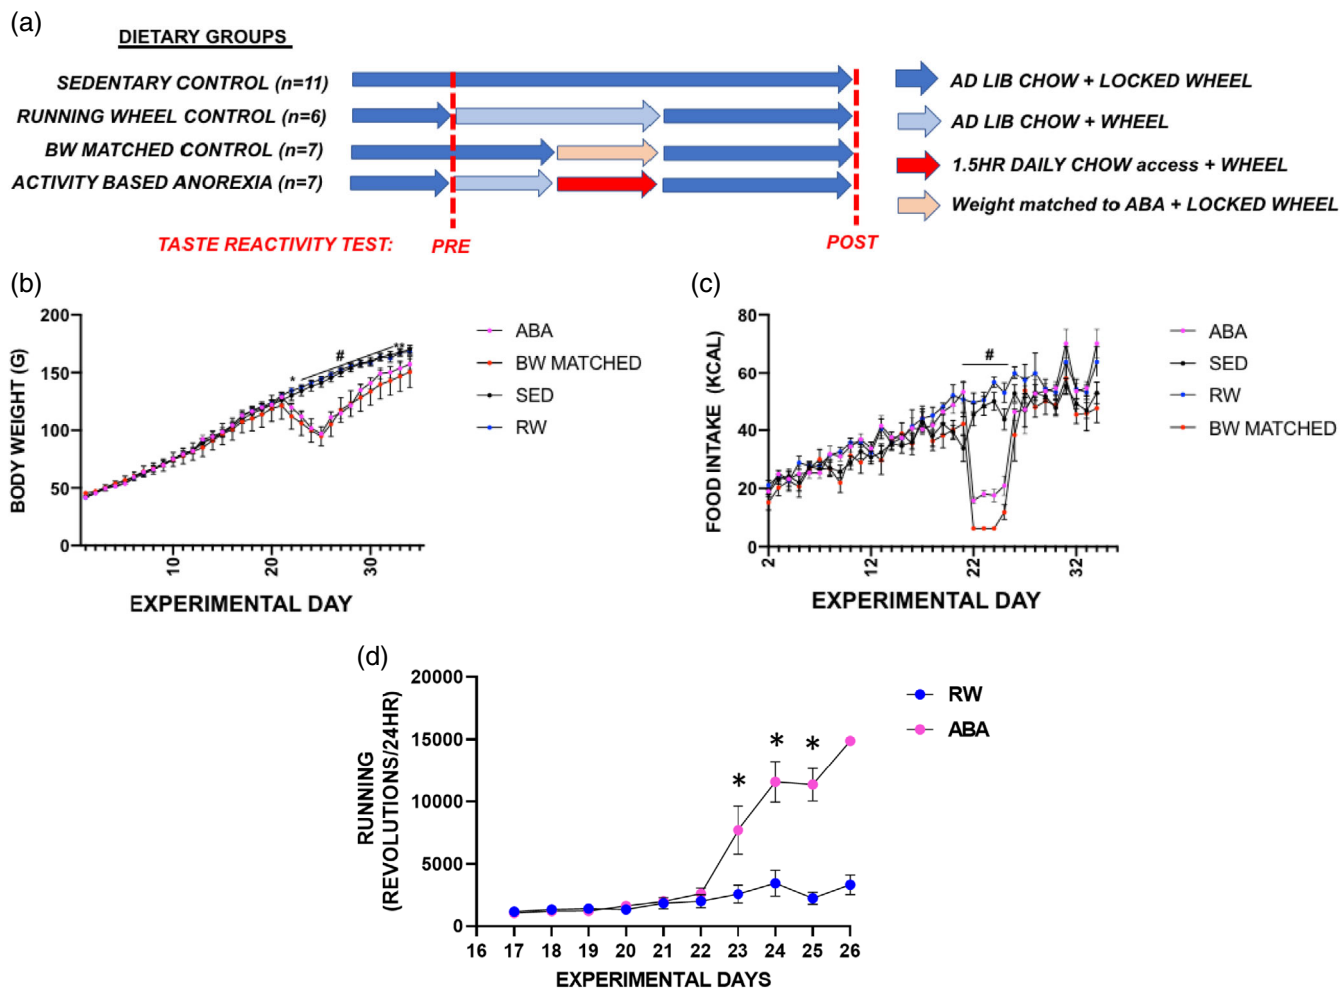 (a)
DIETARY GROUPS
SEDENTARY CONTROL (n=11)
RUNNING WHEEL CONTROL (n=6)
BW MATCHED CONTROL (n=7)
ACTIVITY BASED ANOREXIA (n=7)
TASTE REACTIVITY TEST:
PRE
POST
AD LIB CHOW + LOCKED WHEEL
AD LIB CHOW + WHEEL
1.5HR DAILY CHOW access + WHEEL
Weight matched to ABA + LOCKED WHEEL
(b)
BODY WEIGHT (G)
200
150
100
50
0
10
20
30
EXPERIMENTAL DAY
*
#
**
ABA
BW MATCHED
SED
RW
(c)
FOOD INTAKE (KCAL)
80
60
40
20
0
2
12
22
32
EXPERIMENTAL DAY
#
ABA
SED
RW
BW MATCHED
(d)
RUNNING
(REVOLUTIONS/24HR)
20000
15000
10000
5000
0
16 17 18 19 20 21 22 23 24 25 26
EXPERIMENTAL DAYS
* * *
RW
ABA